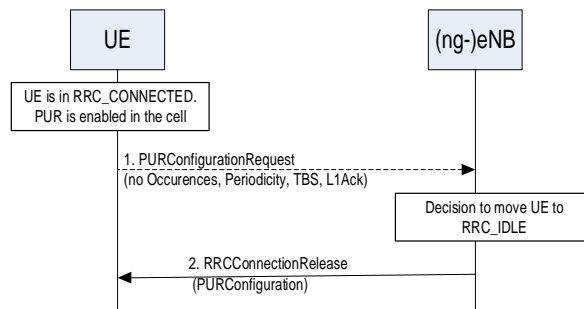 UE
(ng-)eNB
UE is in RRC_CONNECTED.
PUR is enabled in the cell
1. PURConfigurationRequest
(no Occurences, Periodicity, TBS, L1Ack)
Decision to move UE to
RRC_IDLE
2. RRCConnectionRelease
(PURConfiguration)